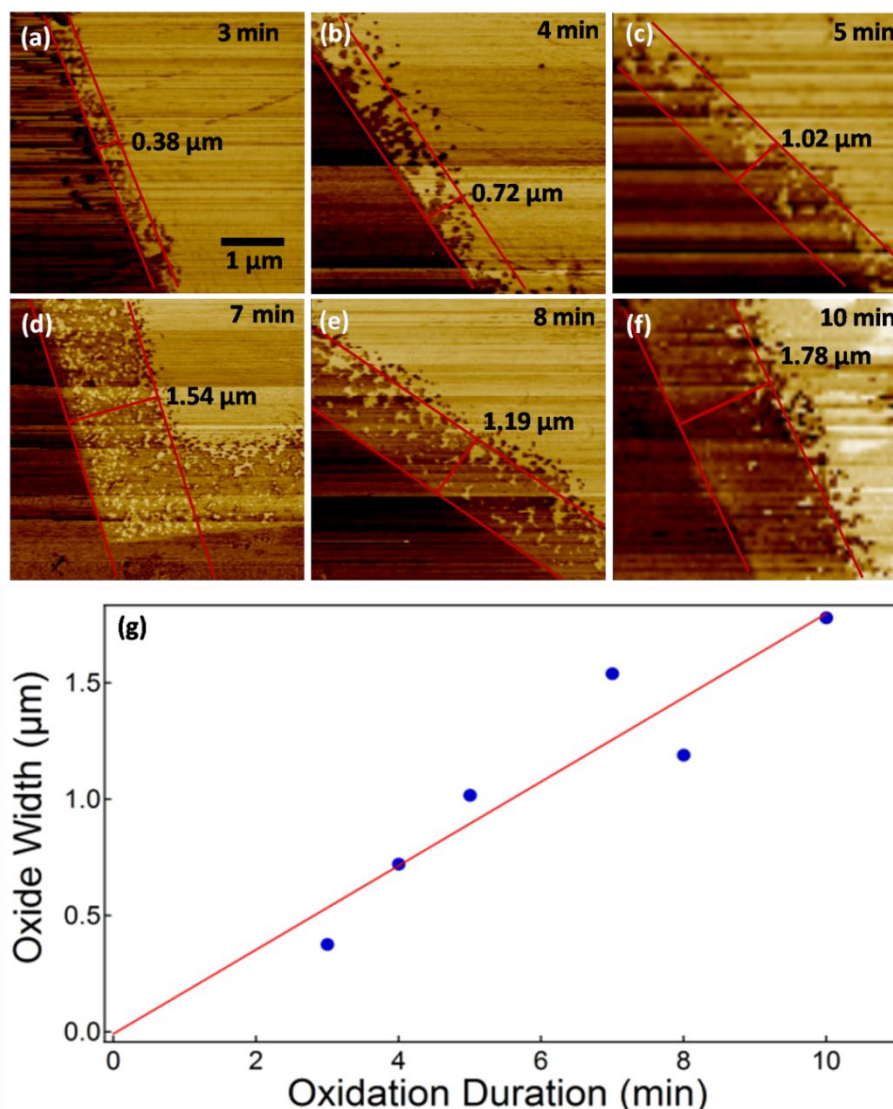 (a) 3 min
0.38 µm
1 µm
(b) 4 min
0.72 µm
(c) 5 min
1.02 µm
(d) 7 min
1.54 µm
(e) 8 min
1.19 µm
(f) 10 min
1.78 µm
(g)
Oxide Width (µm)
1.5
1.0
0.5
0.0
0 2 4 6 8 10
Oxidation Duration (min)